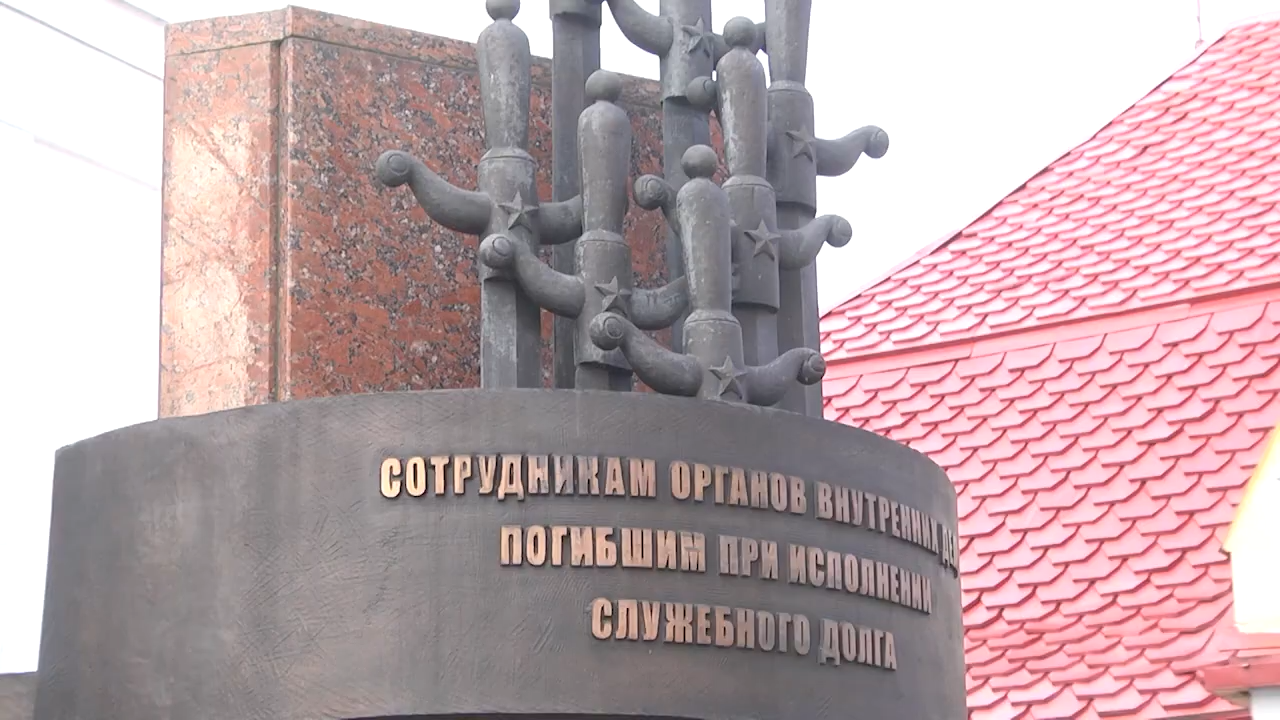 СОТРУДНИКАМ ОРГАНОВ ВНУТРЕННИХ
ПОГИБШИМ ПРИ ИСПОЛНЕНИИ
СЛУЖЕБНОГО ДОЛГА